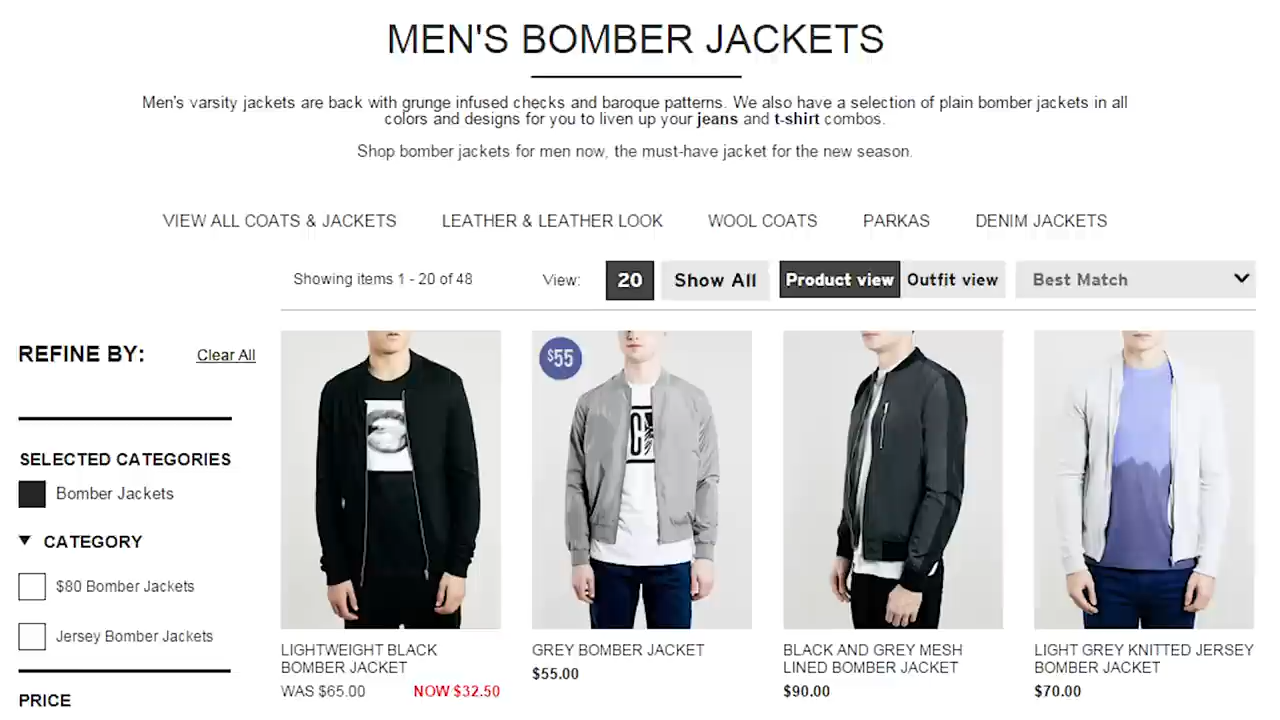 MEN'S BOMBER JACKETS
Men's varsity jackets are back with grunge infused checks and baroque patterns. We also have a selection of plain bomber jackets in all
colors and designs for you to liven up your jeans and t-shirt combos.
Shop bomber jackets for men now, the must-have jacket for the new season.
VIEW ALL COATS & JACKETS LEATHER & LEATHER LOOK WOOL COATS PARKAS DENIM JACKETS
Showing items 1 - 20 of 48 View: 20 Show All Product view Outfit view Best Match
REFINE BY: Clear All
SELECTED CATEGORIES
Bomber Jackets
CATEGORY
$80 Bomber Jackets
Jersey Bomber Jackets
PRICE
$55
LIGHTWEIGHT BLACK
BOMBER JACKET
WAS $65.00 NOW $32.50
GREY BOMBER JACKET
$55.00
BLACK AND GREY MESH
LINED BOMBER JACKET
$90.00
LIGHT GREY KNITTED JERSEY
BOMBER JACKET
$70.00